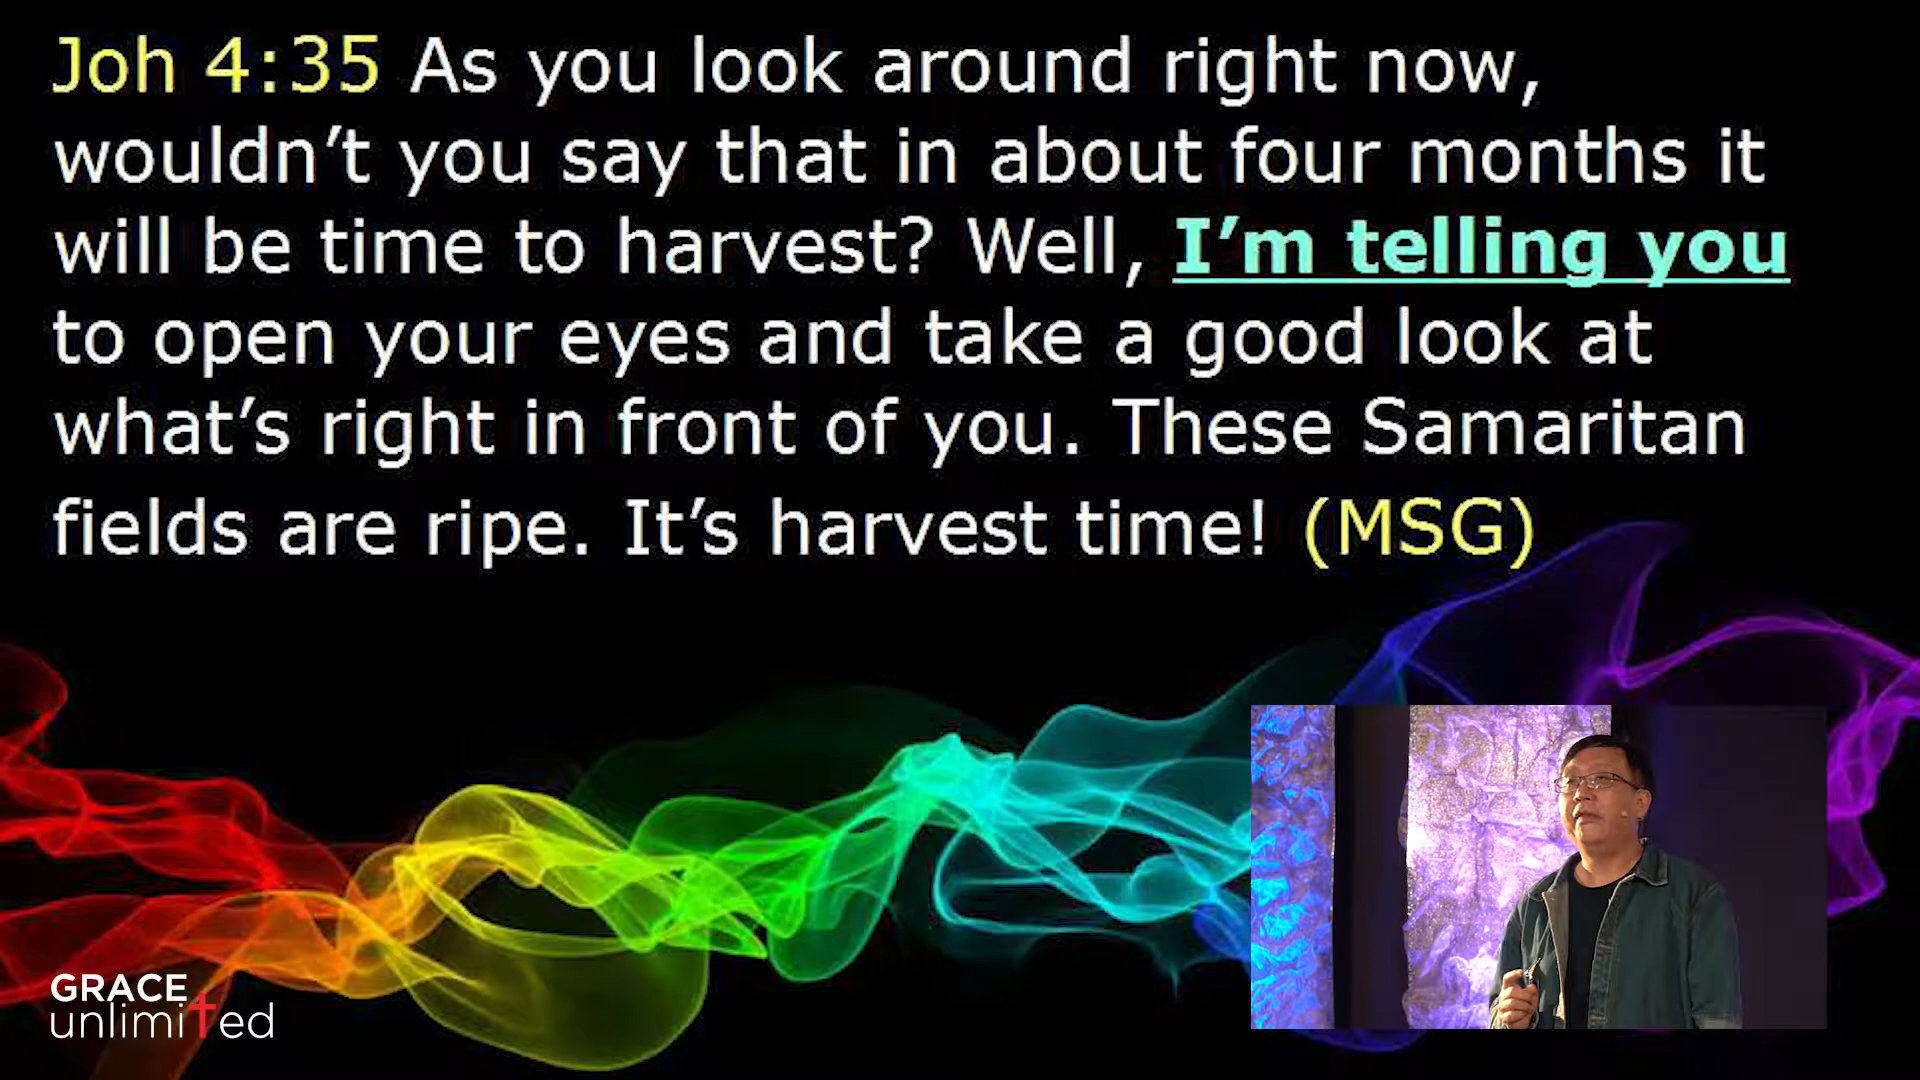 Joh 4:35 As you look around right now,
wouldn’t you say that in about four months it
will be time to harvest? Well, I’m telling you
to open your eyes and take a good look at
what’s right in front of you. These Samaritan
fields are ripe. It’s harvest time! (MSG)
GRACE
unlimited